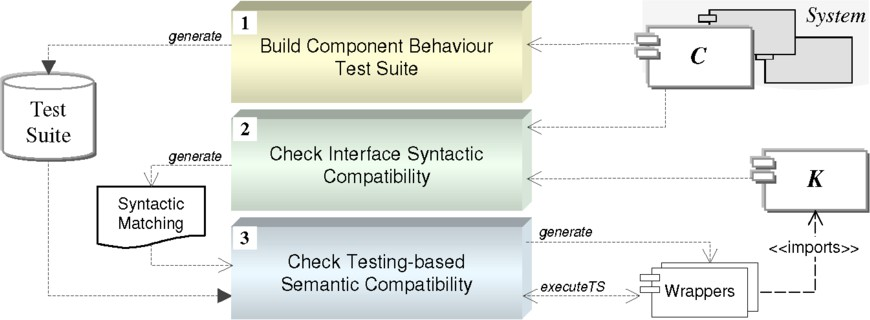 System
1
generate
Build Component Behaviour
Test Suite
C
Test
Suite
2
generate
Check Interface Syntactic
Compatibility
K
Syntactic
Matching
3
generate
<<imports>>
Check Testing-based
Semantic Compatibility
executeTS
Wrappers